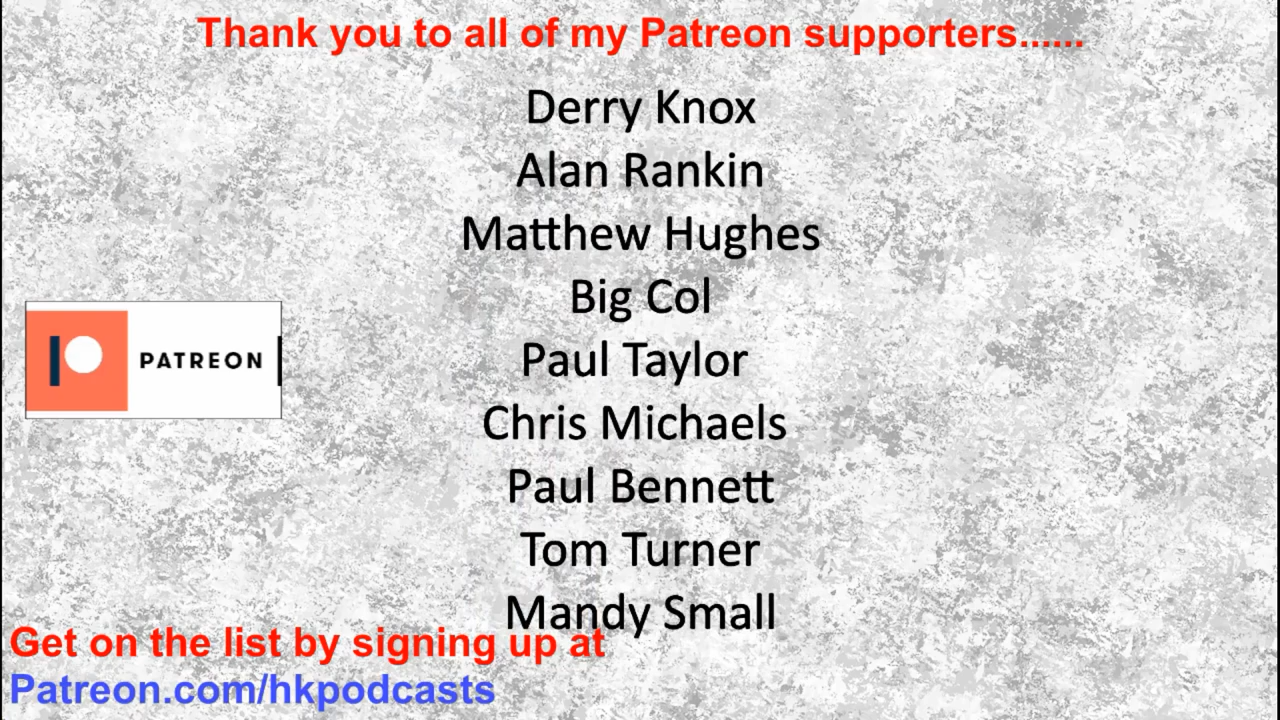 Thank you to all of my Patreon supporters......
Derry Knox
Alan Rankin
Matthew Hughes
Big Col
Paul Taylor
PATREON
Chris Michaels
Paul Bennett
Tom Turner
Mandy Small
Get on the list by signing up at
Patreon.com/hkpodcasts